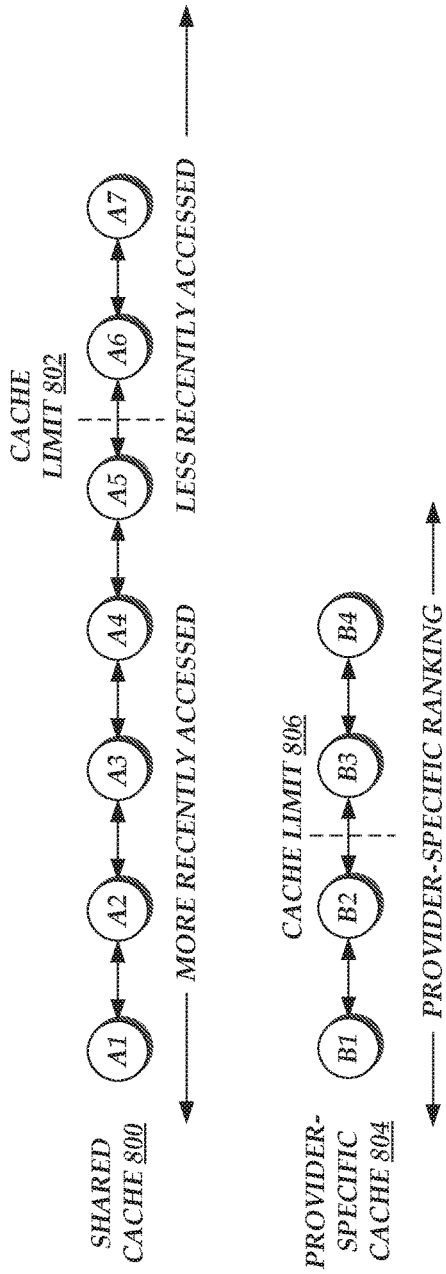 SHARED
CACHE 800
A1
A2
A3
A4
A5
A6
A7
CACHE
LIMIT 802
MORE RECENTLY ACCESSED
LESS RECENTLY ACCESSED
PROVIDER-
SPECIFIC
CACHE 804
B1
B2
B3
B4
CACHE LIMIT 806
PROVIDER-SPECIFIC RANKING